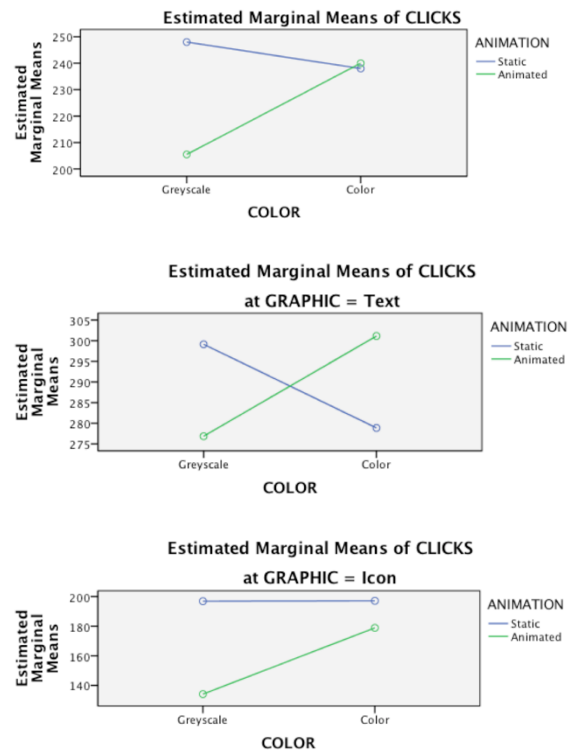 Estimated Marginal Means of CLICKS
Estimated
Marginal Means
250
240
230
220
210
200
Greyscale
Color
COLOR
ANIMATION
Static
Animated
Estimated Marginal Means of CLICKS
at GRAPHIC = Text
Estimated
Marginal
Means
305
300
295
290
285
280
275
Greyscale
Color
COLOR
ANIMATION
Static
Animated
Estimated Marginal Means of CLICKS
at GRAPHIC = Icon
Estimated
Marginal
Means
200
180
160
140
Greyscale
Color
COLOR
ANIMATION
Static
Animated